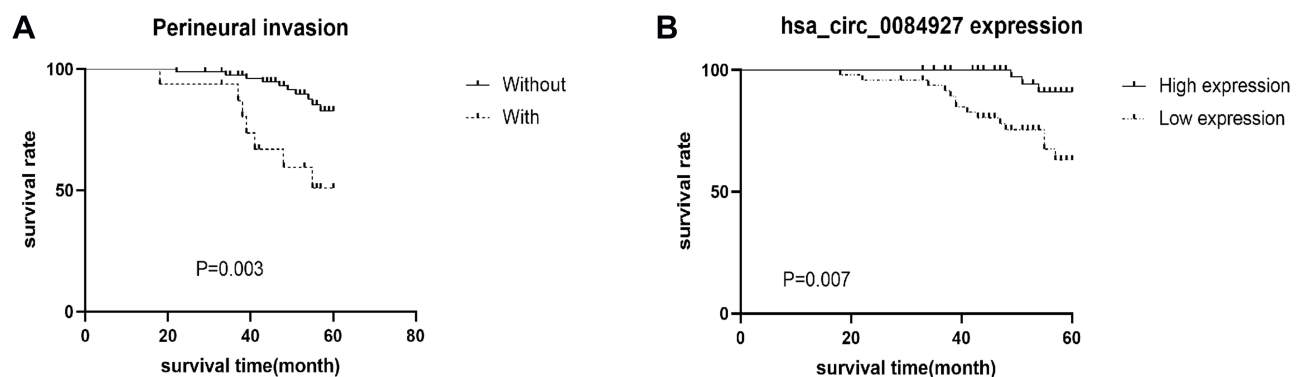 A
Perineural invasion
100
50
0
0 20 40 60 80
survival rate
survival time(month)
P=0.003
Without
With
B
hsa_circ_0084927 expression
100
50
0
0 20 40 60
survival rate
survival time(month)
P=0.007
High expression
Low expression